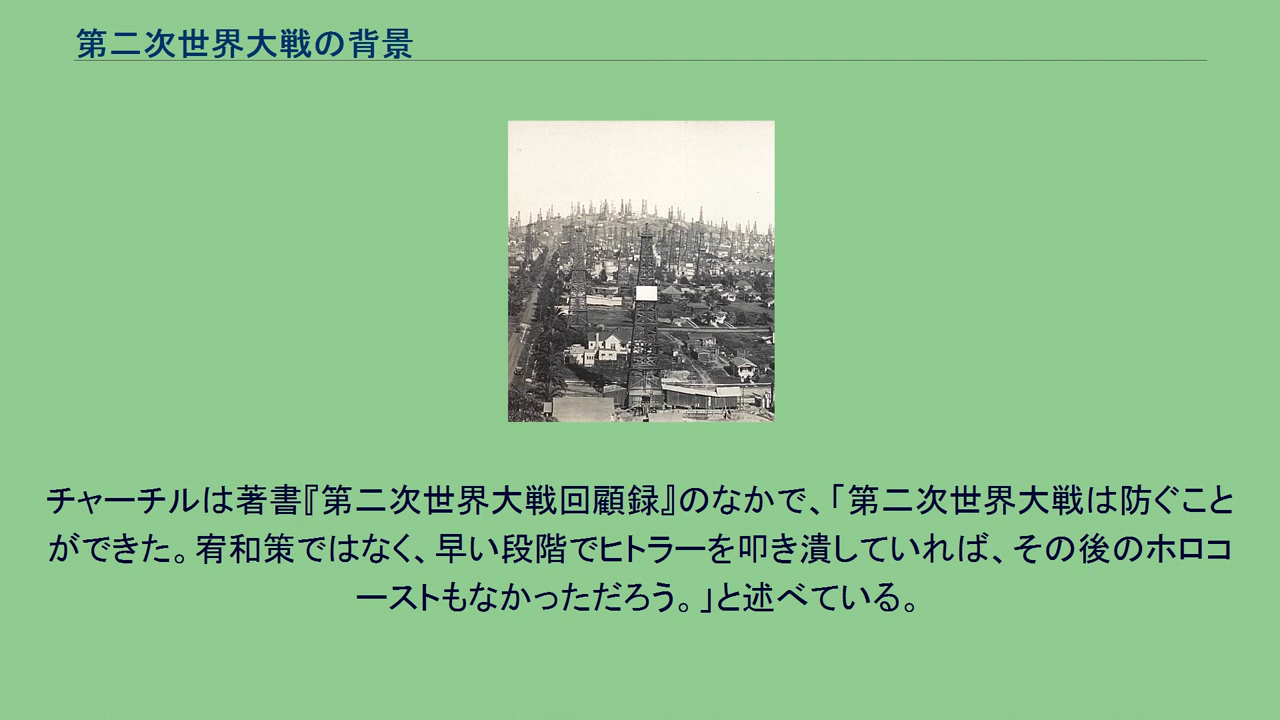 第二次世界大戦の背景
チャーチルは著書『第二次世界大戦回顧録』のなかで、「第二次世界大戦は防ぐこと
ができた。宥和策ではなく、早い段階でヒトラーを叩き潰していれば、その後のホロコ
ーストもなかっただろう。」と述べている。